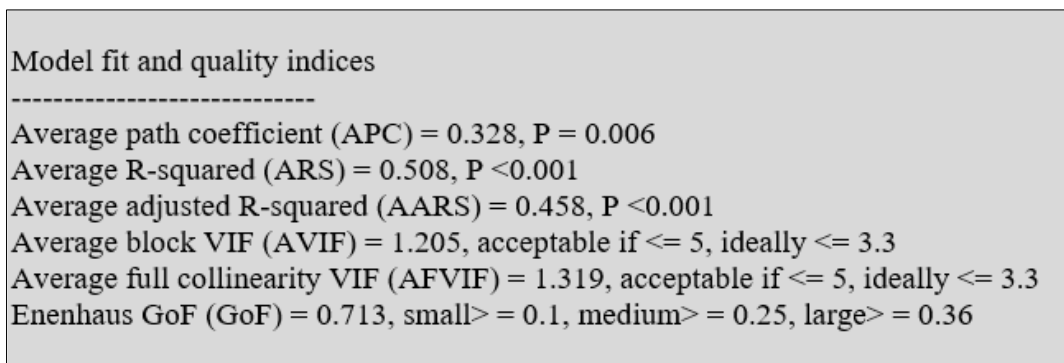 Model fit and quality indices
------------------------------
Average path coefficient (APC) = 0.328, P = 0.006
Average R-squared (ARS) = 0.508, P <0.001
Average adjusted R-squared (AARS) = 0.458, P <0.001
Average block VIF (AVIF) = 1.205, acceptable if <= 5, ideally <= 3.3
Average full collinearity VIF (AFVIF) = 1.319, acceptable if <= 5, ideally <= 3.3
Enenhaus GoF (GoF) = 0.713, small> = 0.1, medium> = 0.25, large> = 0.36